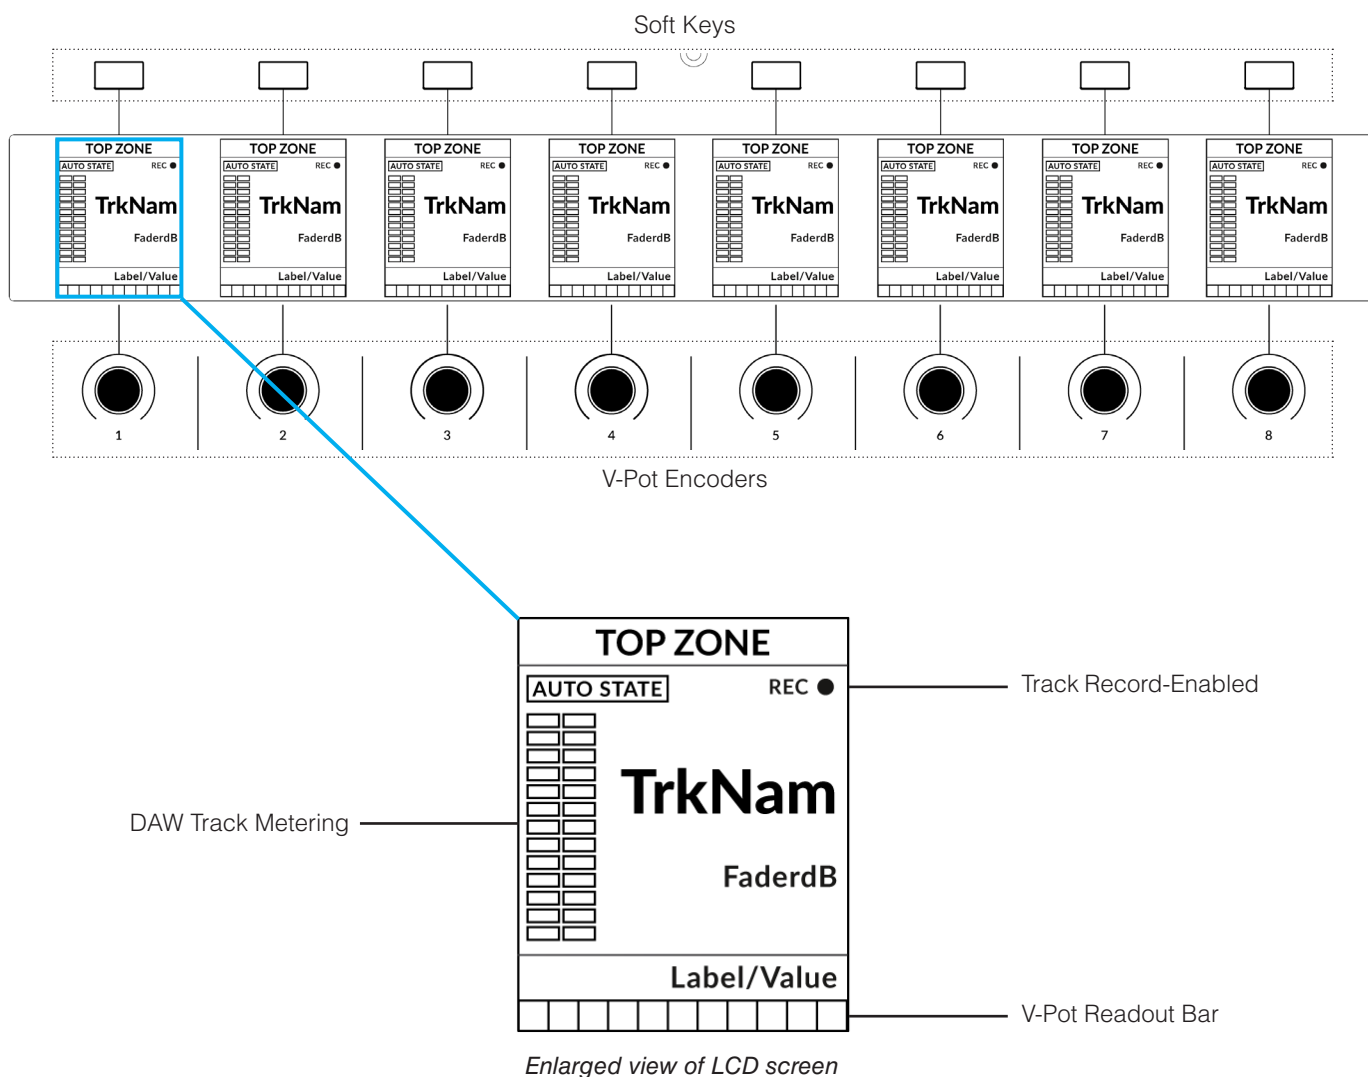 Soft Keys
TOP ZONE TOP ZONE TOP ZONE TOP ZONE TOP ZONE TOP ZONE TOP ZONE TOP ZONE
AUTO STATE REC AUTO STATE REC AUTO STATE REC AUTO STATE REC AUTO STATE REC AUTO STATE REC AUTO STATE REC AUTO STATE REC
TrkNam TrkNam TrkNam TrkNam TrkNam TrkNam TrkNam TrkNam
FaderdB FaderdB FaderdB FaderdB FaderdB FaderdB FaderdB FaderdB
Label/Value Label/Value Label/Value Label/Value Label/Value Label/Value Label/Value Label/Value
1 2 3 4 5 6 7 8
V-Pot Encoders
TOP ZONE
AUTO STATE REC
Track Record-Enabled
TrkNam
DAW Track Metering
FaderdB
Label/Value
V-Pot Readout Bar
Enlarged view of LCD screen